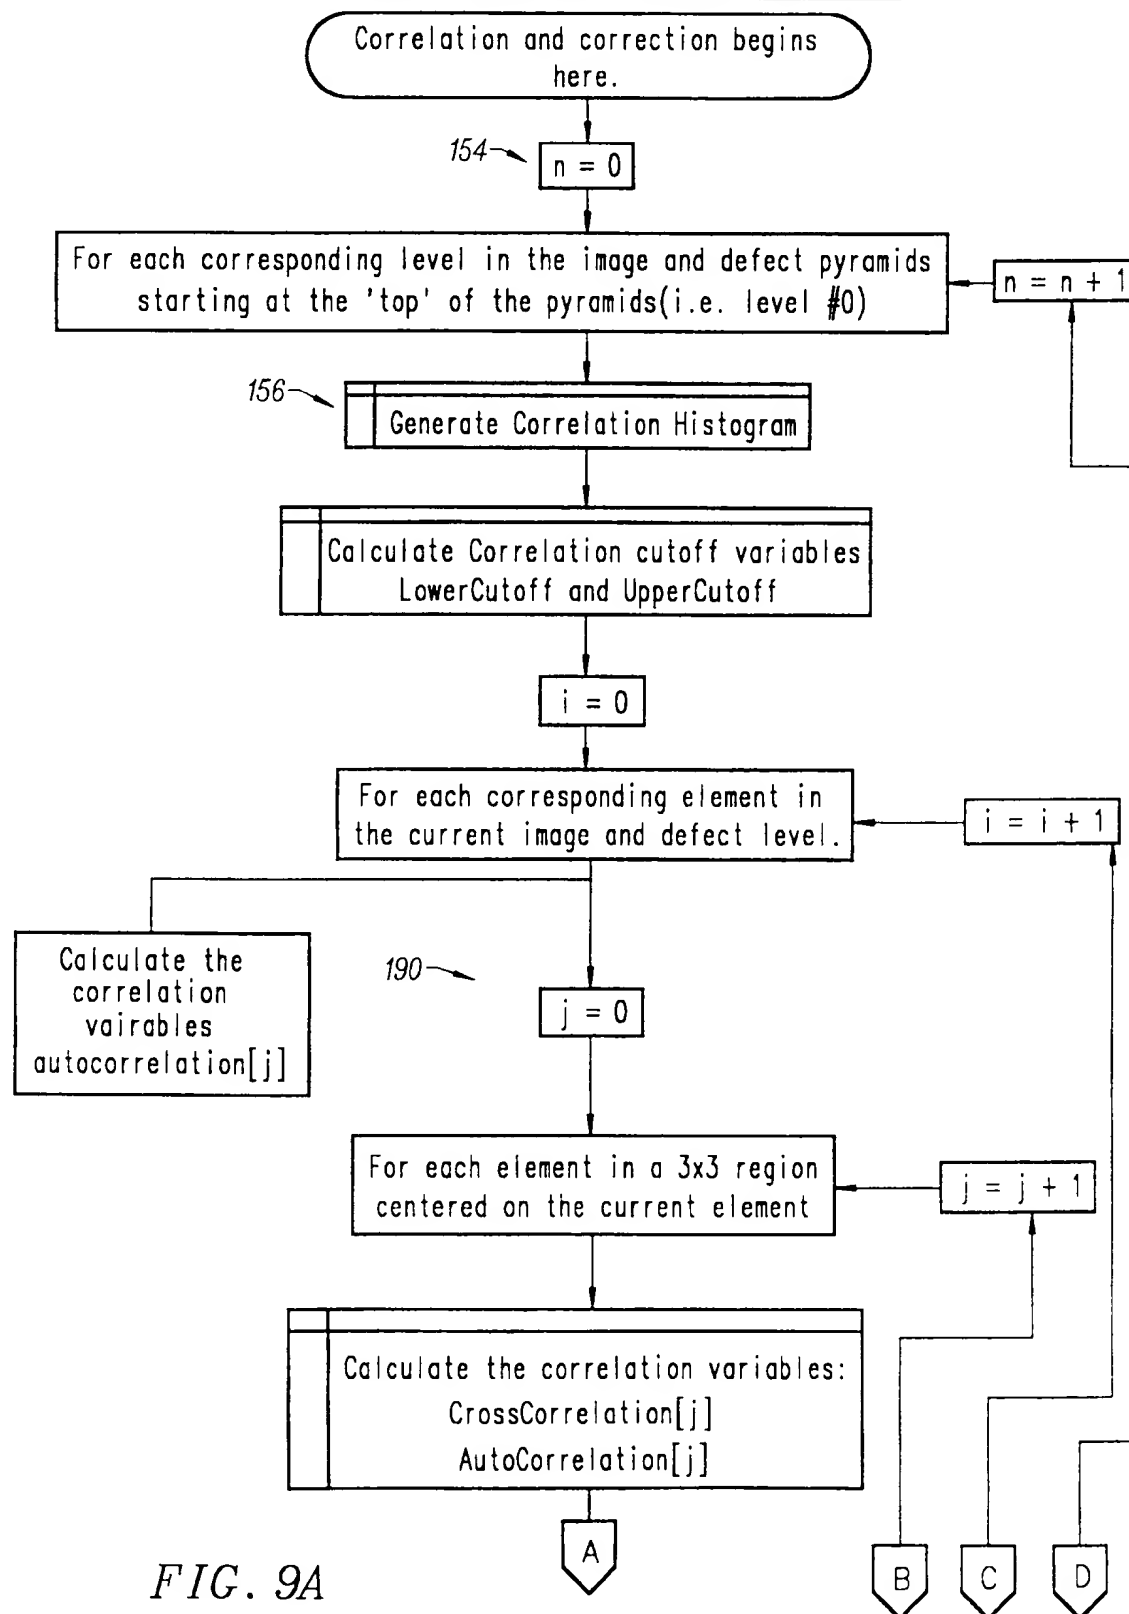 Correlation and correction begins
here.
154
n = 0
For each corresponding level in the image and defect pyramids
starting at the 'top' of the pyramids(i.e. level #0)
n = n + 1
156
Generate Correlation Histogram
Calculate Correlation cutoff variables
LowerCutoff and UpperCutoff
i = 0
For each corresponding element in
the current image and defect level.
i = i + 1
Calculate the
correlation
vairables
autocorrelation[j]
190
j = 0
For each element in a 3x3 region
centered on the current element
j = j + 1
Calculate the correlation variables:
CrossCorrelation[j]
AutoCorrelation[j]
A
B
C
D
FIG. 9A